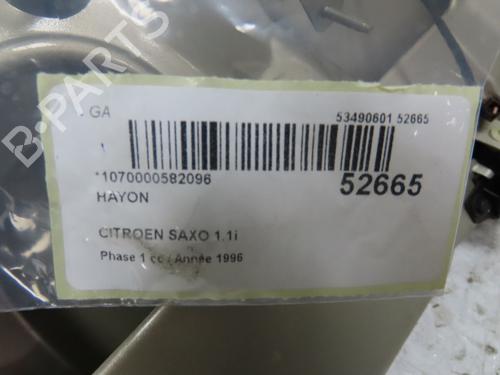 GA
53490601 52665
*1070000582096
52665
HAYON
CITROEN SAXO 1.1i
Phase 1 cc / Année 1996
B-PARTS